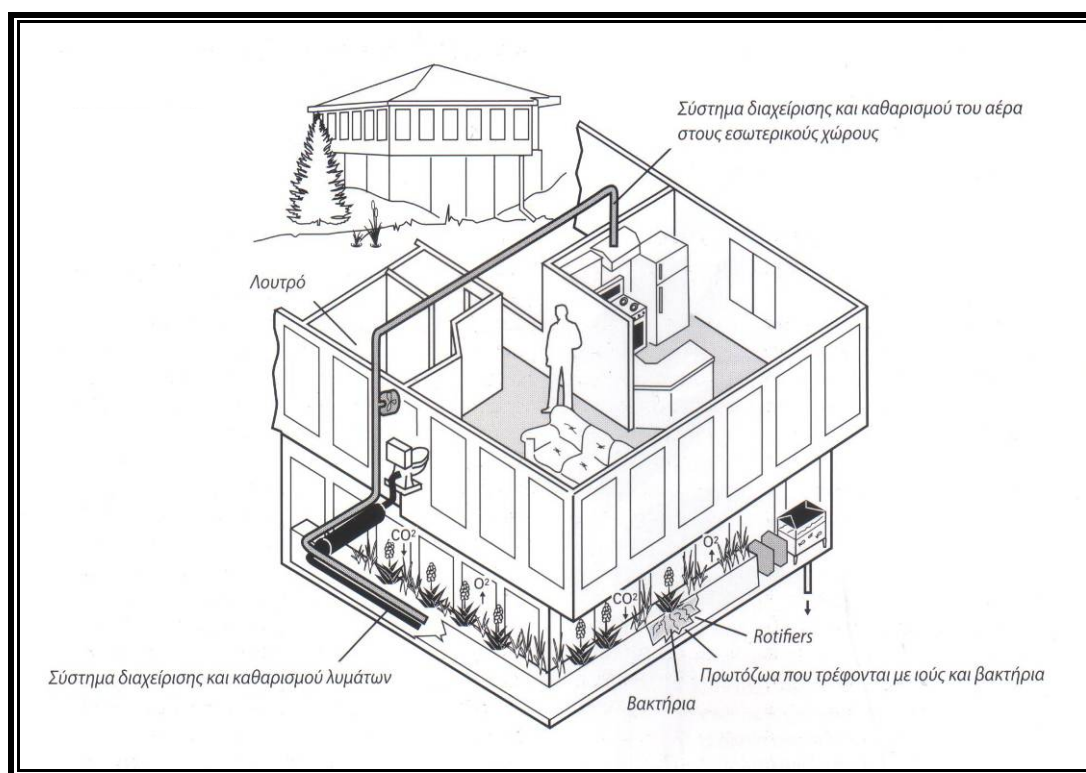 Σύστημα διαχείρισης και καθαρισμού του αέρα
στους εσωτερικούς χώρους
Λουτρό
CO²
O²
O²
CO²
Rotifiers
Σύστημα διαχείρισης και καθαρισμού λυμάτων
Πρωτόζωα που τρέφονται με ιούς και βακτήρια
Βακτήρια